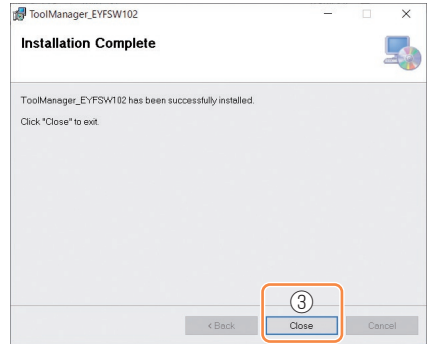 ToolManager_EYFSW102
Installation Complete
ToolManager_EYFSW102 has been successfully installed.
Click "Close" to exit.
③
< Back Close Cancel